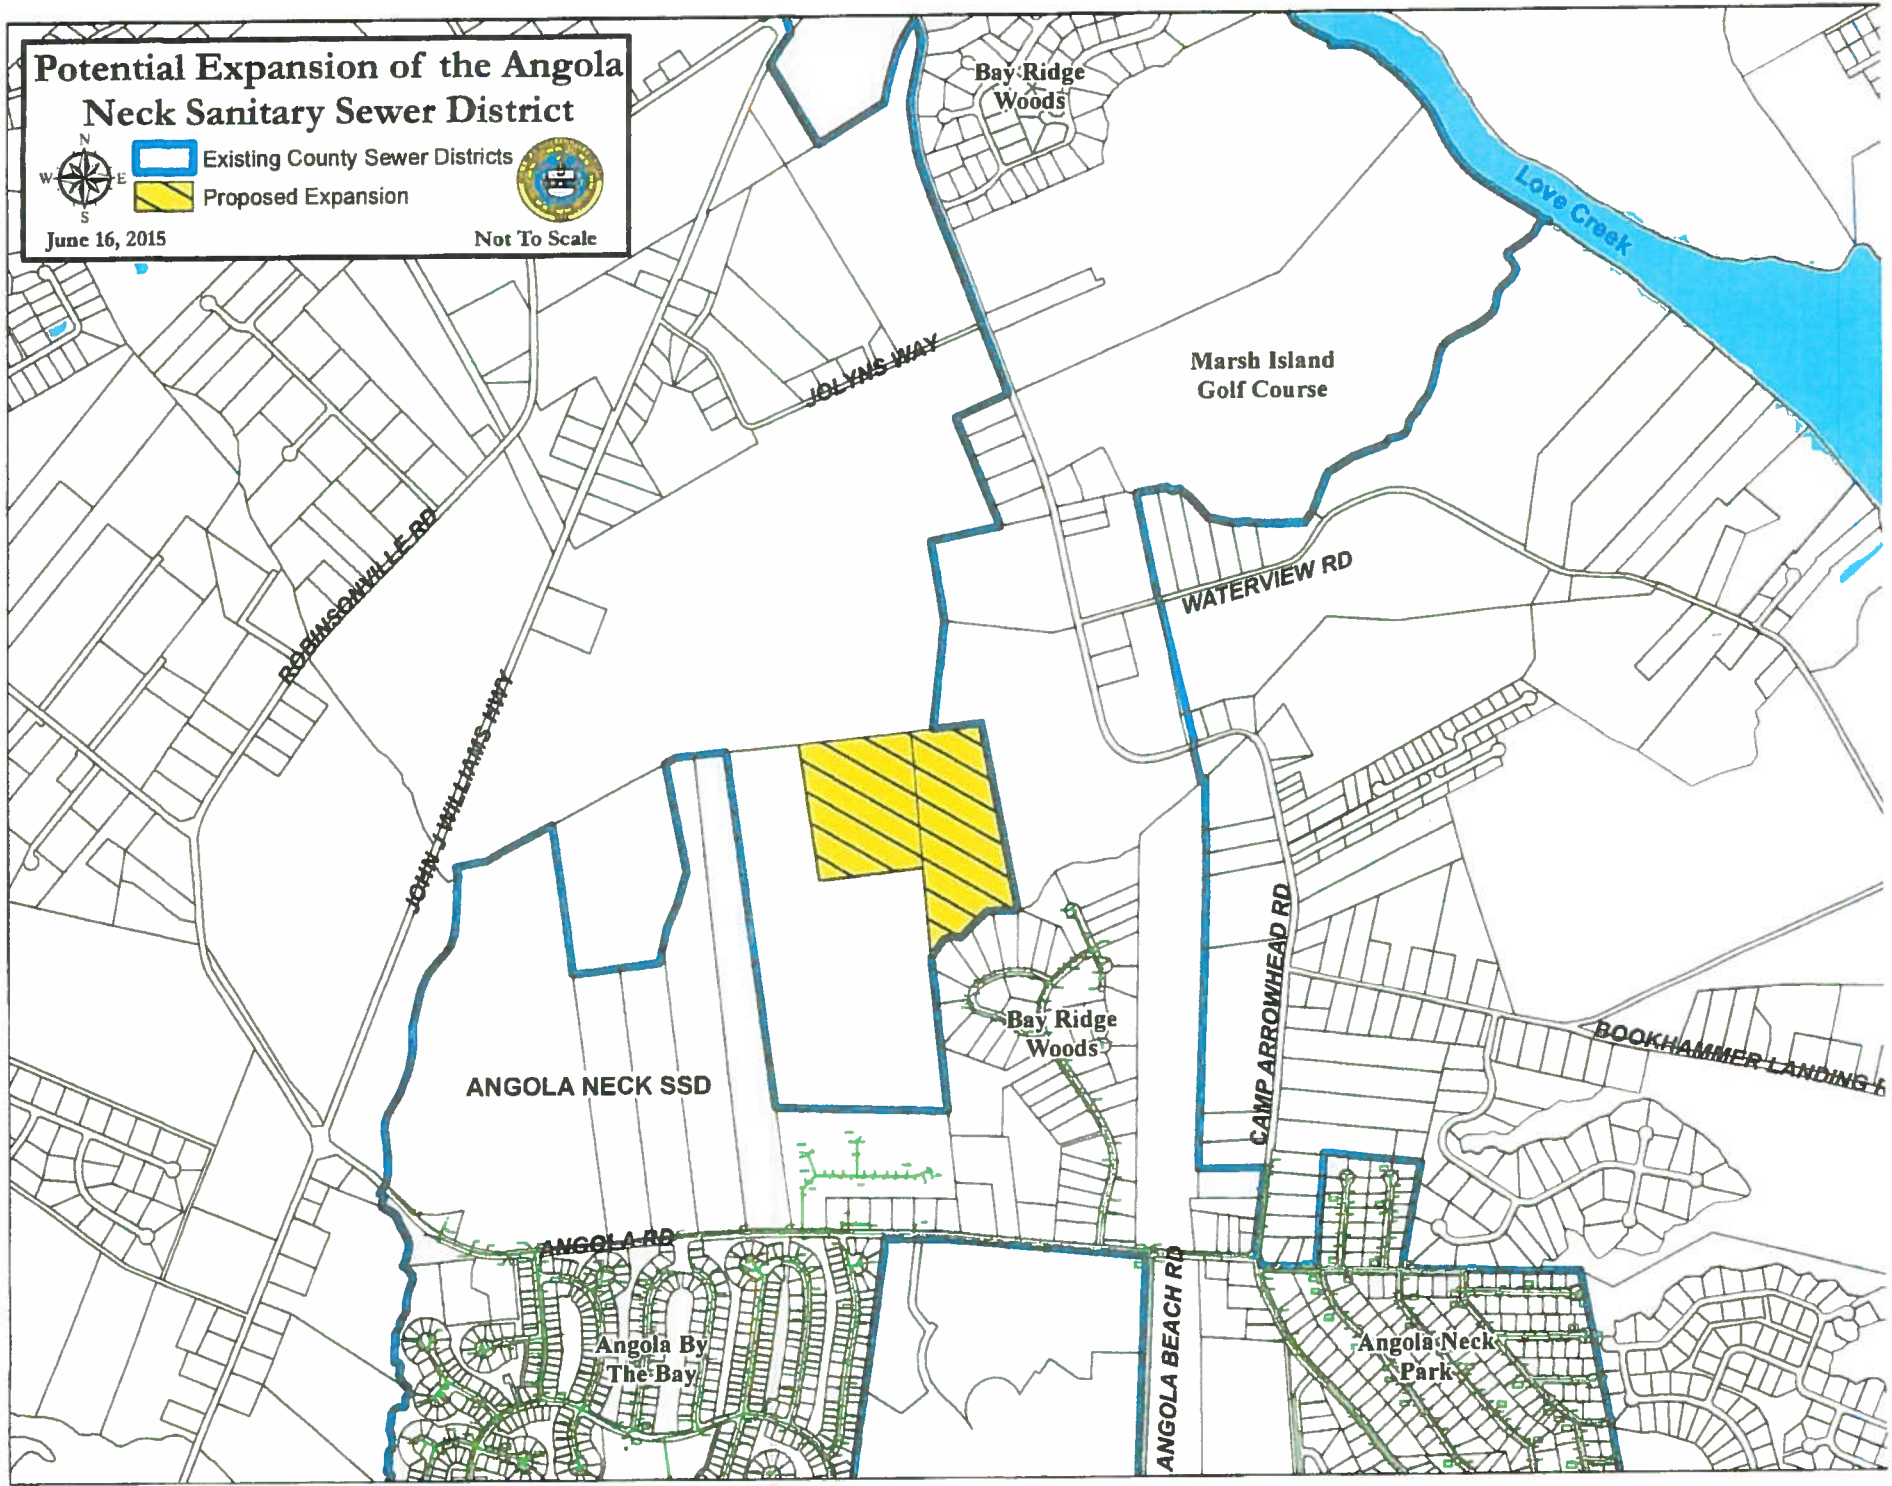 Potential Expansion of the Angola
Neck Sanitary Sewer District
N
W E
S
Existing County Sewer Districts
Proposed Expansion
June 16, 2015
Not To Scale
Bay Ridge
Woods
Love Creek
Marsh Island
Golf Course
JOLYNS WAY
ROBINSONVILLE RD
WATERVIEW RD
JOHN J WILLIAMS HWY
CAMP ARROWHEAD RD
Bay Ridge
Woods
BOOKHAMMER LANDING
ANGOLA NECK SSD
ANGOLA RD
ANGOLA BEACH RD
Angola By
The Bay
Angola Neck
Park